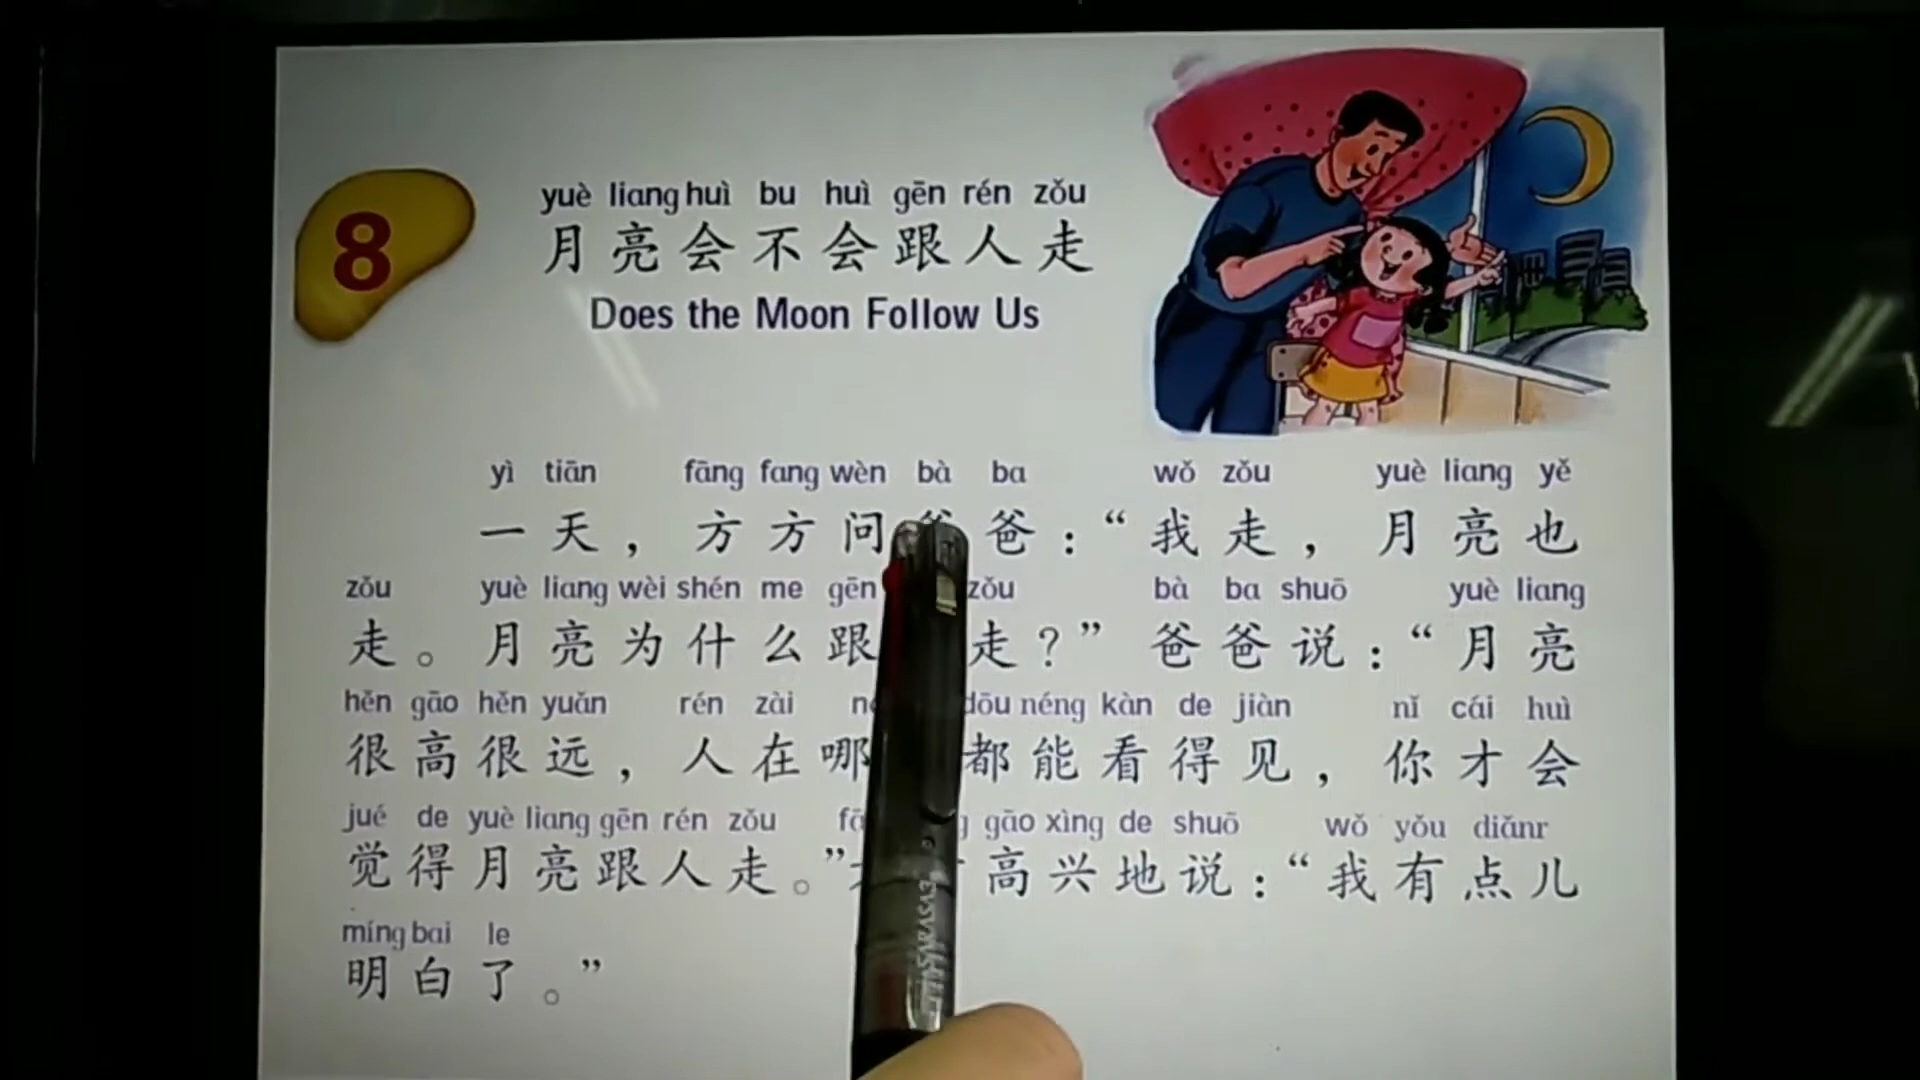 8
yuè liang huì bu huì gēn rén zǒu
月亮会不会跟人走
Does the Moon Follow Us
yì tiān fāng fang wèn bà ba wǒ zǒu yuè liang yě
一天，方方问爸爸：“我走，月亮也
zǒu yuè liang wèi shén me gēn zǒu bà ba shuō yuè liang
走。月亮为什么跟走？”爸爸说：“月亮
hěn gāo hěn yuǎn rén zài dōu néng kàn de jiàn nǐ cái huì
很高很远，人在哪都能看得见，你才会
jué de yuè liang gēn rén zǒu gāo xìng de shuō wǒ yǒu diǎnr
觉得月亮跟人走。”高兴地说：“我有点儿
míng bai le
明白了。”